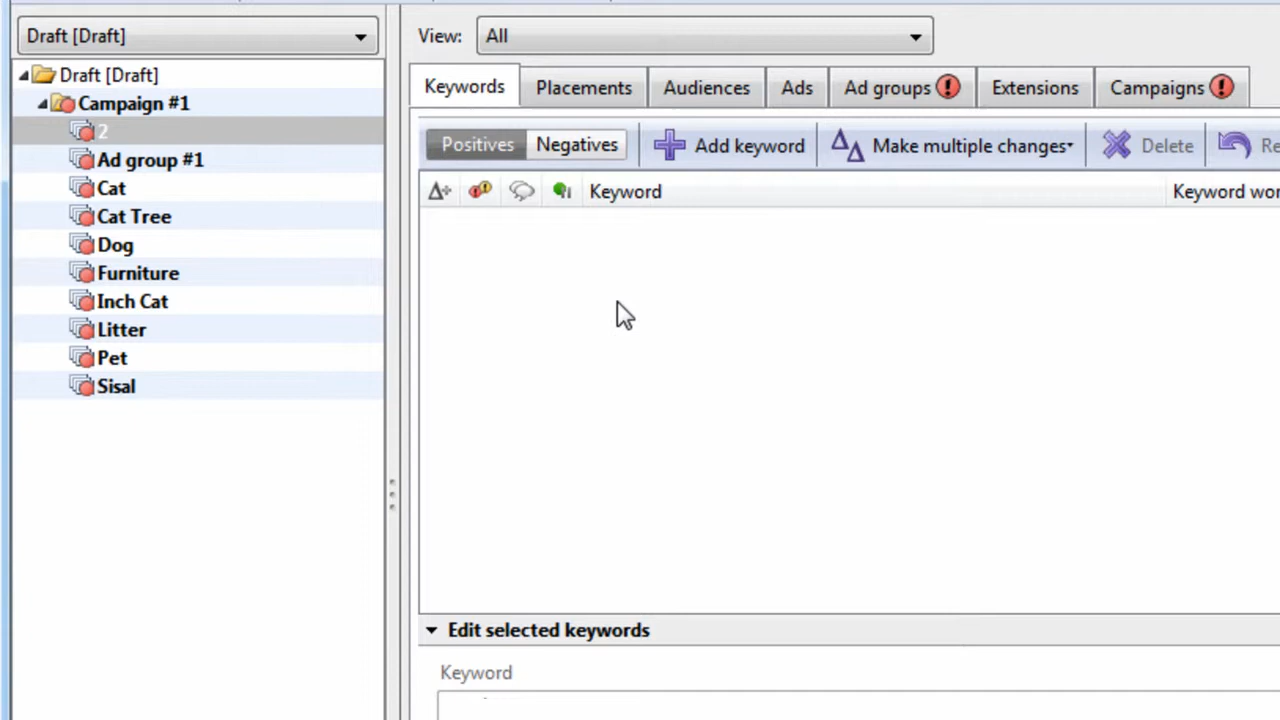 Draft [Draft]
View: All
Draft [Draft]
Campaign #1
2
Ad group #1
Cat
Cat Tree
Dog
Furniture
Inch Cat
Litter
Pet
Sisal
Keywords Placements Audiences Ads Ad groups Extensions Campaigns
Positives Negatives Add keyword Make multiple changes Delete
Keyword
Edit selected keywords
Keyword